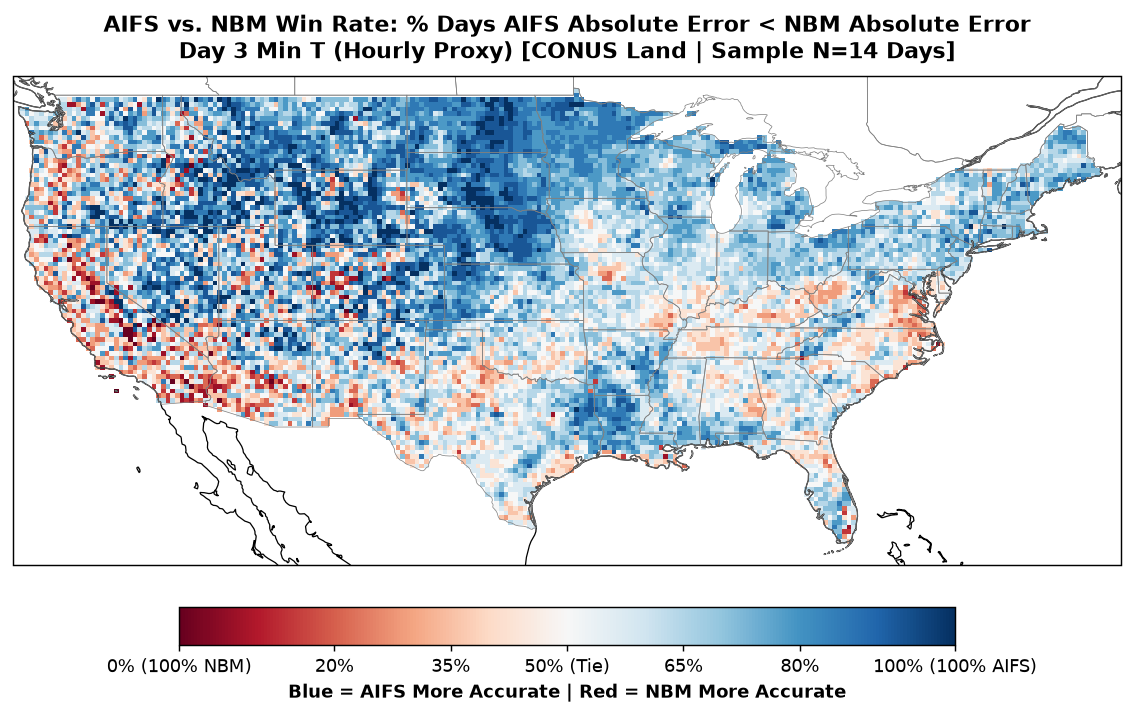 AIFS vs. NBM Win Rate: % Days AIFS Absolute Error < NBM Absolute Error
Day 3 Min T (Hourly Proxy) [CONUS Land | Sample N=14 Days]
0% (100% NBM) 20% 35% 50% (Tie) 65% 80% 100% (100% AIFS)
Blue = AIFS More Accurate | Red = NBM More Accurate